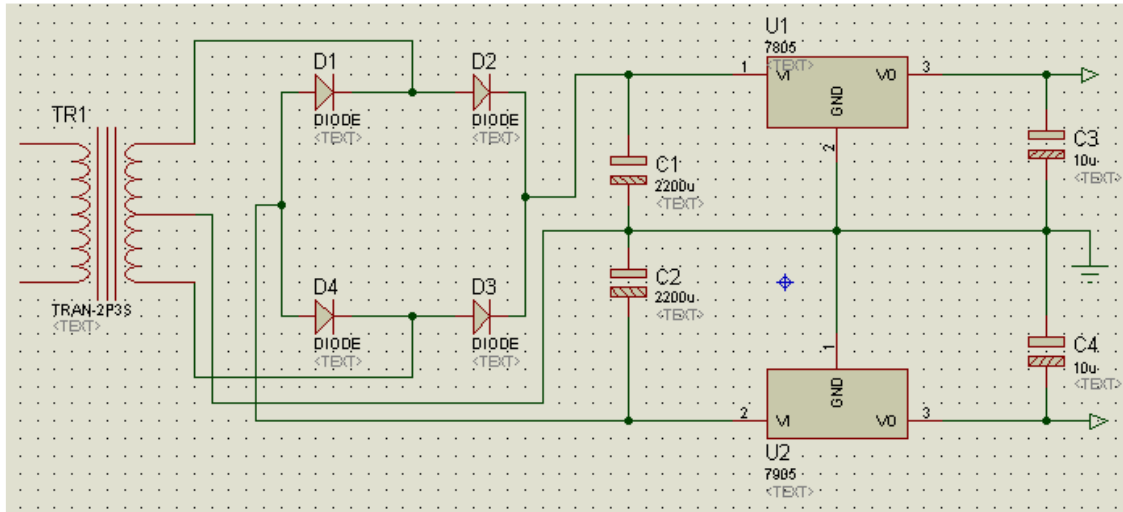 U1
7805
<TEXT>
1
VI
VO
3
GND
2
D1
DIODE
<TEXT>
D2
DIODE
<TEXT>
TR1
TRAN-2P3S
<TEXT>
C1
2200u
<TEXT>
C3
10u
<TEXT>
D4
DIODE
<TEXT>
D3
DIODE
<TEXT>
C2
2200u
<TEXT>
C4
10u
<TEXT>
1
GND
2
VI
VO
3
U2
7905
<TEXT>